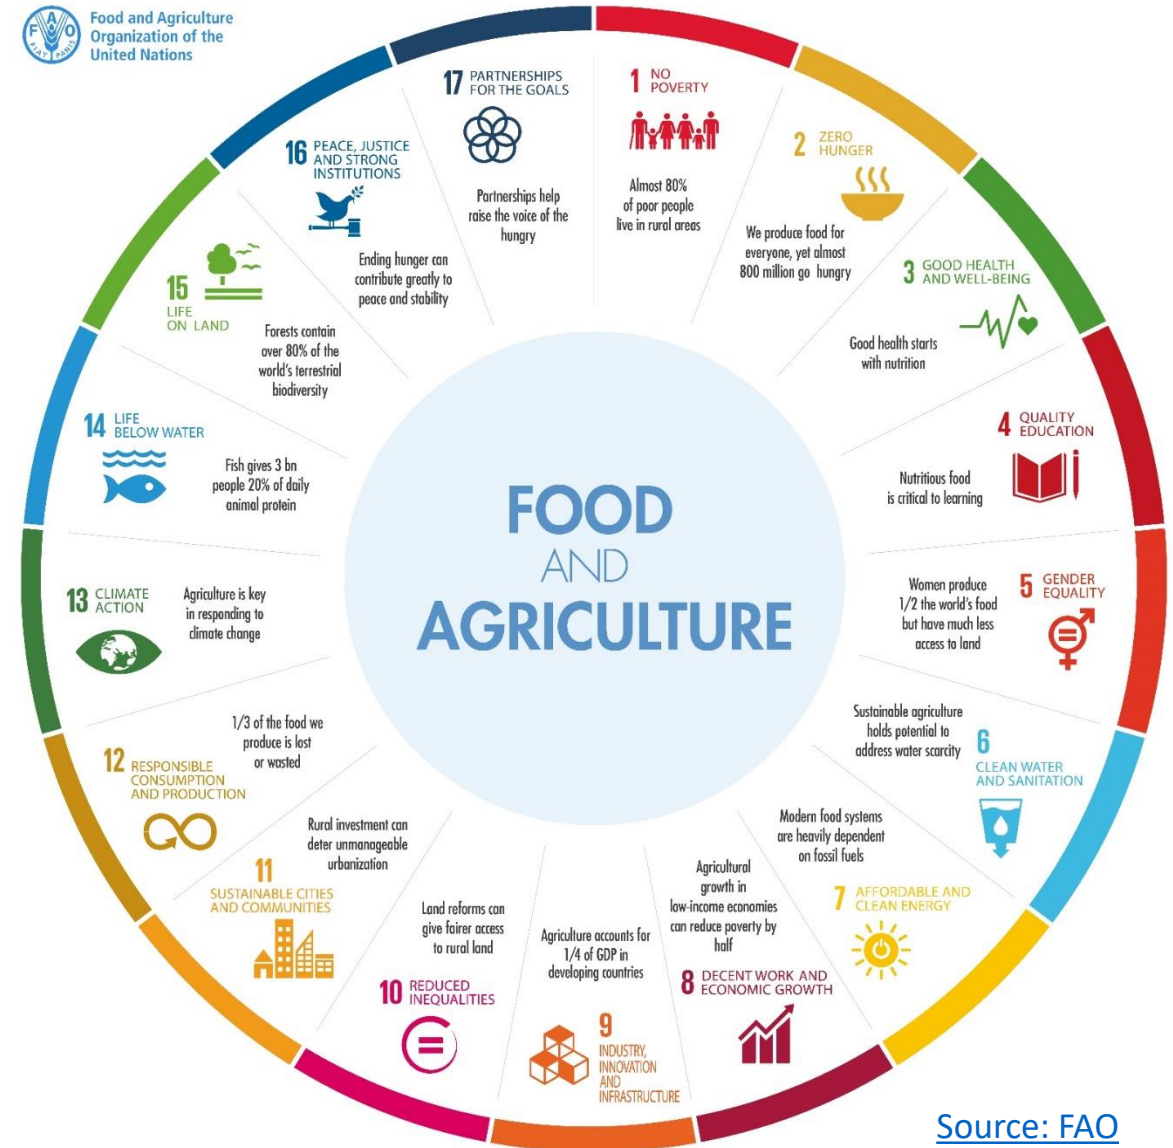 Food and Agriculture
Organization of the
United Nations
FAO
FIAT PANIS
1 NO
POVERTY
Almost 80%
of poor people
live in rural areas
2 ZERO
HUNGER
We produce food for
everyone, yet almost
800 million go hungry
3 GOOD HEALTH
AND WELL-BEING
Good health starts
with nutrition
4 QUALITY
EDUCATION
Nutritious food
is critical to learning
5 GENDER
EQUALITY
Women produce
1/2 the world's food
but have much less
access to land
6
CLEAN WATER
AND SANITATION
Sustainable agriculture
holds potential to
address water scarcity
7 AFFORDABLE AND
CLEAN ENERGY
Modern food systems
are heavily dependent
on fossil fuels
8 DECENT WORK AND
ECONOMIC GROWTH
Agricultural
growth in
low-income economies
can reduce poverty by
half
9
INDUSTRY,
INNOVATION
AND
INFRASTRUCTURE
Agriculture accounts for
1/4 of GDP in
developing countries
10 REDUCED
INEQUALITIES
Land reforms can
give fairer access
to rural land
11
SUSTAINABLE CITIES
AND COMMUNITIES
Rural investment can
deter unmanageable
urbanization
12 RESPONSIBLE
CONSUMPTION
AND PRODUCTION
1/3 of the food we
produce is lost
or wasted
13 CLIMATE
ACTION
Agriculture is key
in responding to
climate change
14 LIFE
BELOW WATER
Fish gives 3 bn
people 20% of daily
animal protein
15
LIFE
ON LAND
Forests contain
over 80% of the
world's terrestrial
biodiversity
16 PEACE, JUSTICE
AND STRONG
INSTITUTIONS
Ending hunger can
contribute greatly to
peace and stability
17 PARTNERSHIPS
FOR THE GOALS
Partnerships help
raise the voice of the
hungry
FOOD
AND
AGRICULTURE
Source: FAO